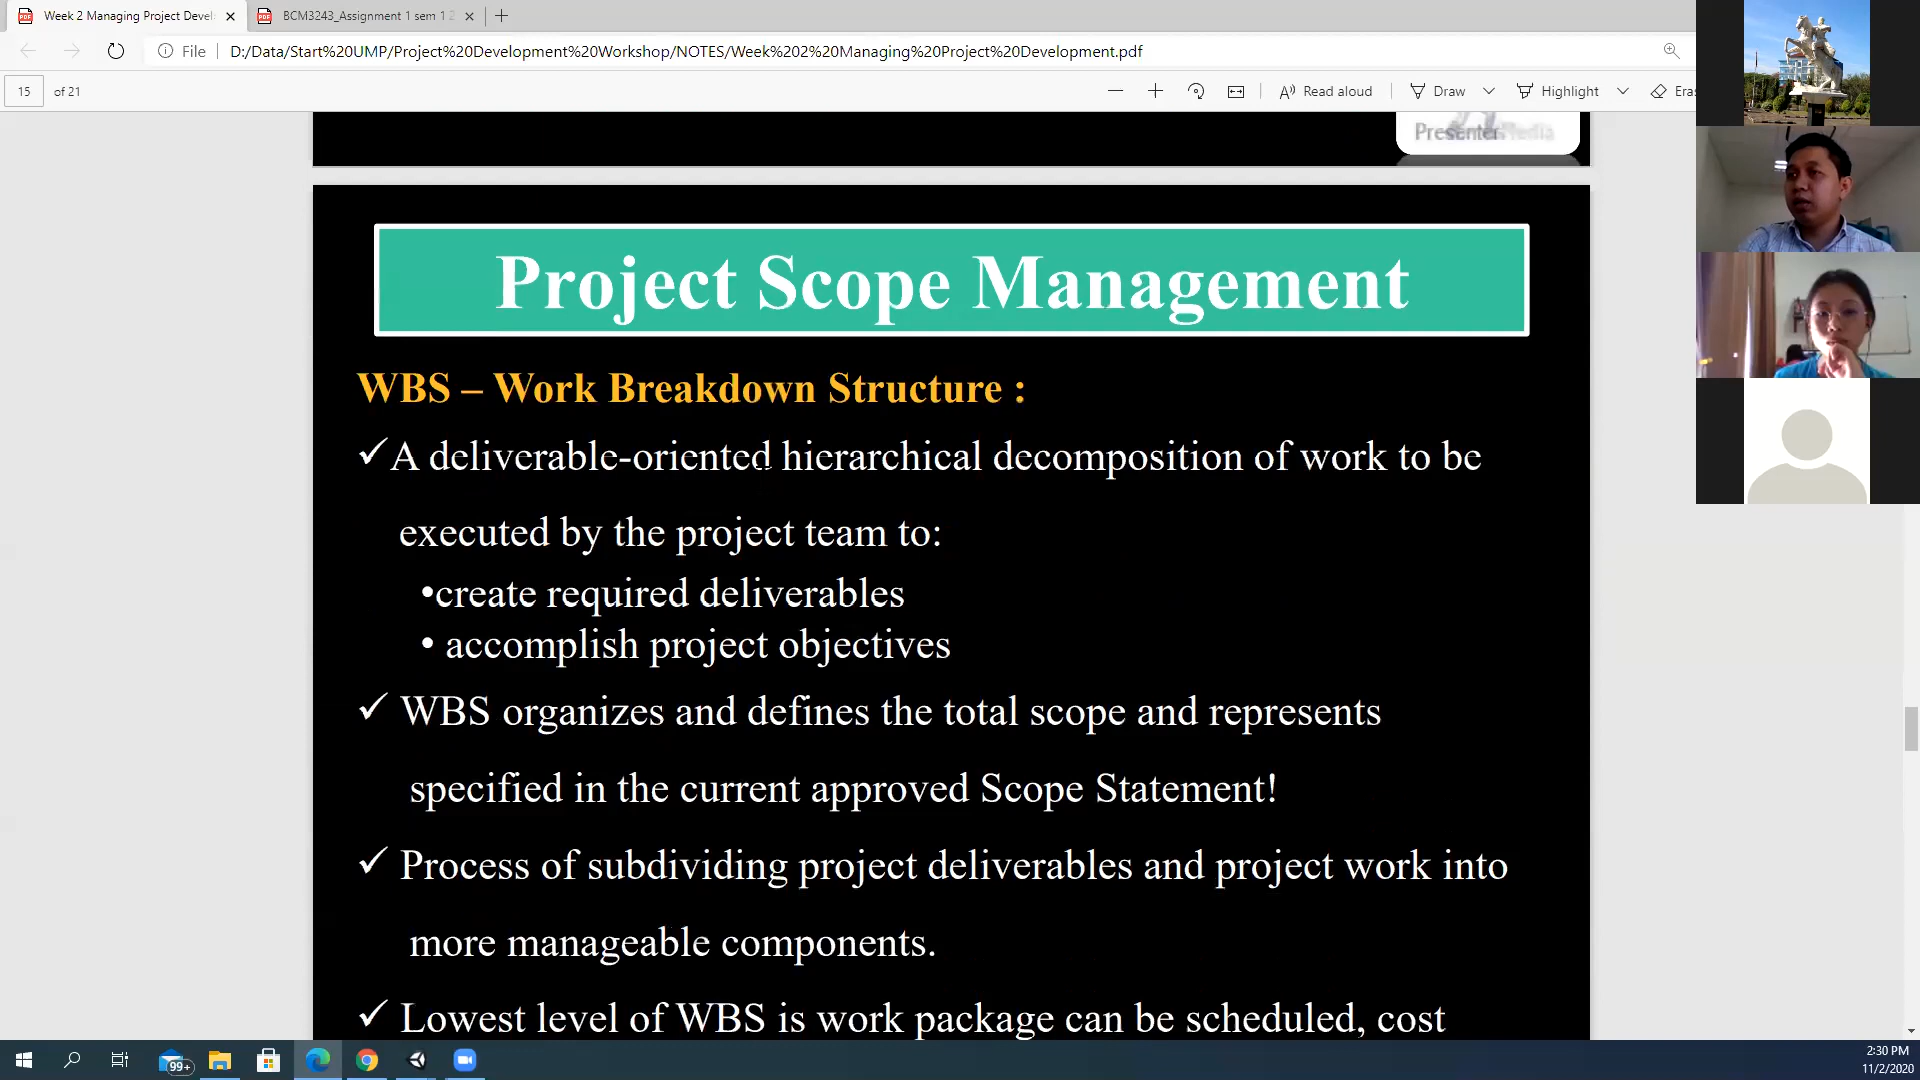 Week 2 Managing Project Devel
BCM3243_Assignment 1 sem 1 2
File
D:/Data/Start%20UMP/Project%20Development%20Workshop/NOTES/Week%202%20Managing%20Project%20Development.pdf
15 of 21
Read aloud
Draw
Highlight
Eras
PresenterMedia
Project Scope Management
WBS – Work Breakdown Structure :
✓A deliverable-oriented hierarchical decomposition of work to be
executed by the project team to:
•create required deliverables
• accomplish project objectives
✓ WBS organizes and defines the total scope and represents
specified in the current approved Scope Statement!
✓ Process of subdividing project deliverables and project work into
more manageable components.
✓ Lowest level of WBS is work package can be scheduled, cost
99+
2:30 PM
11/2/2020